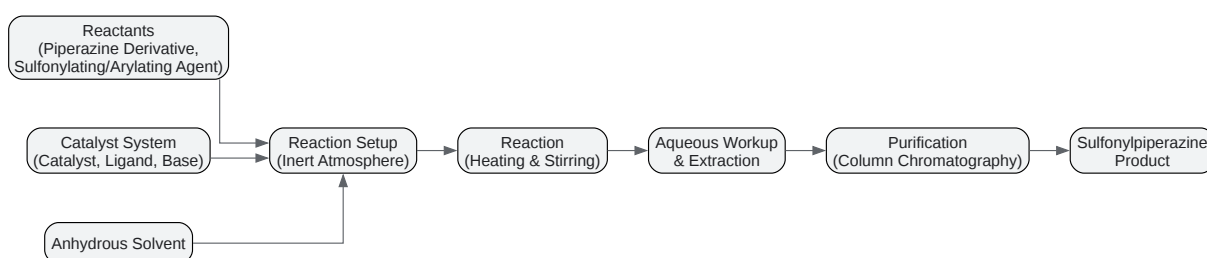 Reactants
(Piperazine Derivative,
Sulfonylating/Arylating Agent)
Catalyst System
(Catalyst, Ligand, Base)
Anhydrous Solvent
Reaction Setup
(Inert Atmosphere)
Reaction
(Heating & Stirring)
Aqueous Workup
& Extraction
Purification
(Column Chromatography)
Sulfonylpiperazine
Product